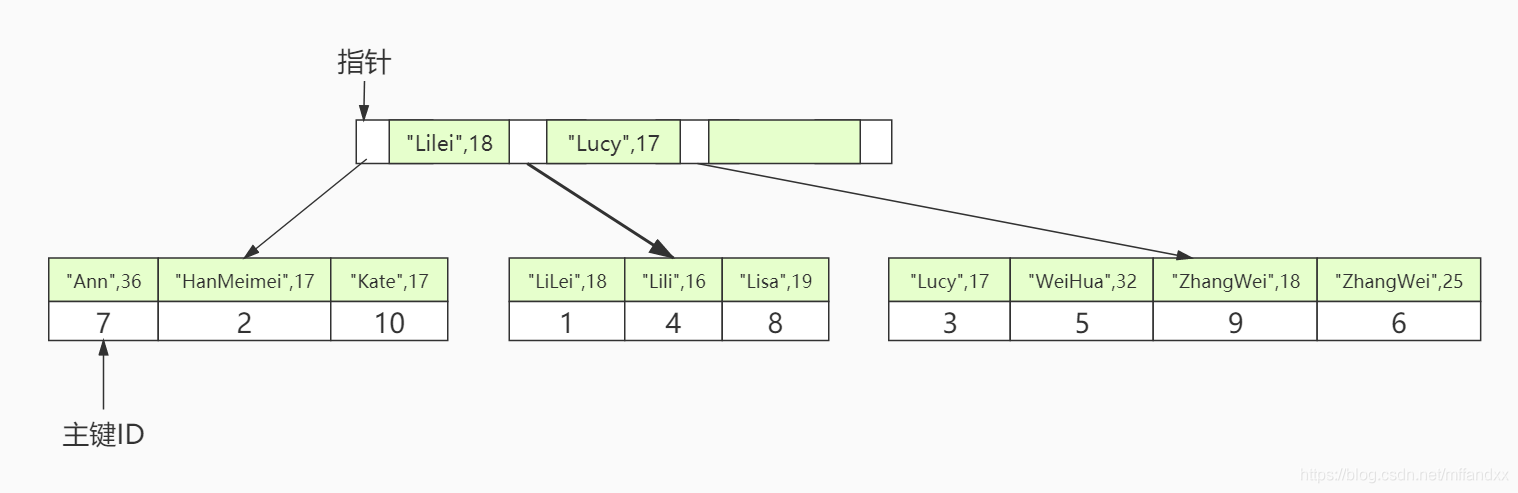 指针
"Lilei",18 "Lucy",17
"Ann",36 "HanMeimei",17 "Kate",17 "LiLei",18 "Lili",16 "Lisa",19 "Lucy",17 "WeiHua",32 "ZhangWei",18 "ZhangWei",25
7 2 10 1 4 8 3 5 9 6
主键ID
https://blog.csdn.net/mffandxx